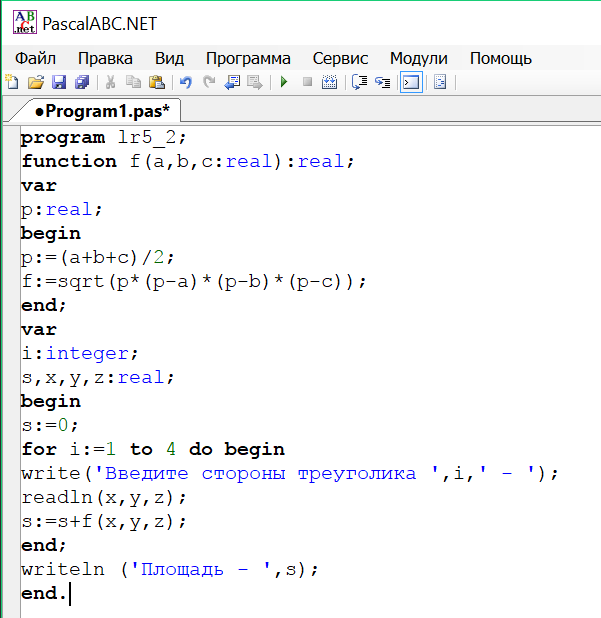 ABC .net PascalABC.NET
Файл Правка Вид Программа Сервис Модули Помощь
●Program1.pas*
program lr5_2;
function f(a,b,c:real):real;
var
p:real;
begin
p:=(a+b+c)/2;
f:=sqrt(p*(p-a)*(p-b)*(p-c));
end;
var
i:integer;
s,x,y,z:real;
begin
s:=0;
for i:=1 to 4 do begin
write('Введите стороны треуголика ',i,' - ');
readln(x,y,z);
s:=s+f(x,y,z);
end;
writeln ('Площадь - ',s);
end.